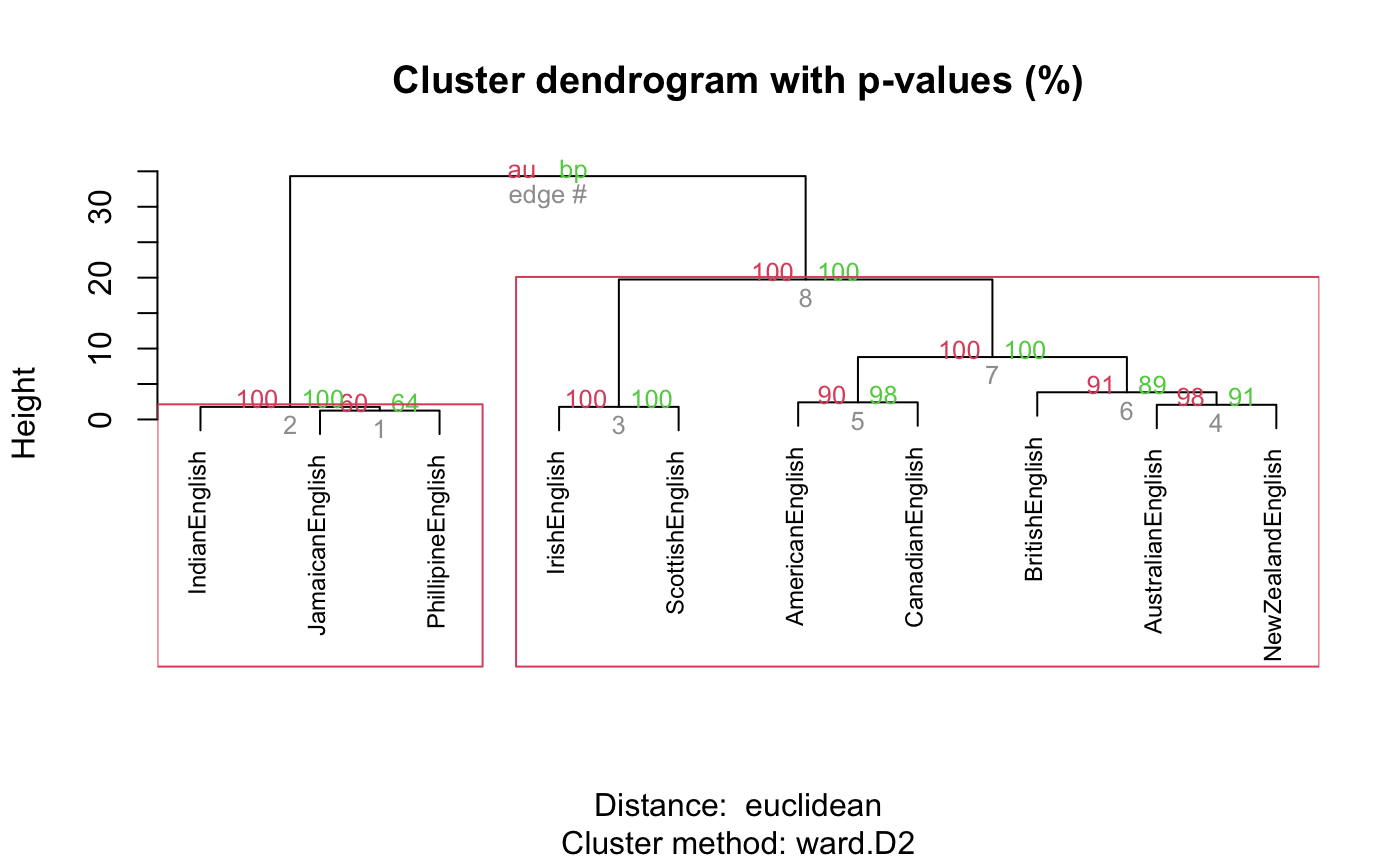 Cluster dendrogram with p-values (%)
Height
0 10 20 30
au bp
edge #
100 100
8
100 100
7
100 100 60 64
2 1
100 100
3
90 98
5
91 89 98 91
6 4
IndianEnglish
JamaicanEnglish
PhillipineEnglish
IrishEnglish
ScottishEnglish
AmericanEnglish
CanadianEnglish
BritishEnglish
AustralianEnglish
NewZealandEnglish
Distance: euclidean
Cluster method: ward.D2